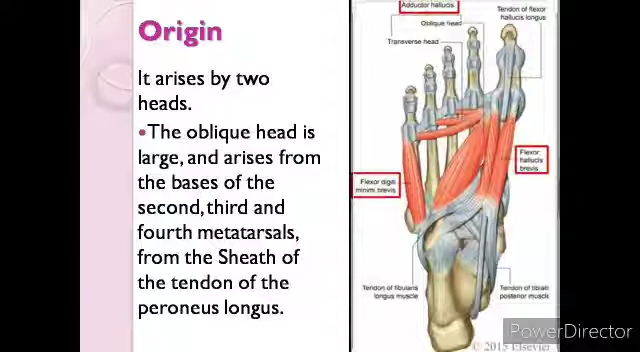 Origin
It arises by two
heads.
•The oblique head is
large, and arises from
the bases of the
second, third and
fourth metatarsals,
from the Sheath of
the tendon of the
peroneus longus.
Adductor hallucis
Oblique head
Transverse head
Tendon of flexor
hallucis longus
Flexor
hallucis
brevis
Flexor digiti
minimi brevis
Tendon of fibularis
longus muscle
Tendon of tibialis
posterior muscle
PowerDirector
© 2015 Elsevier